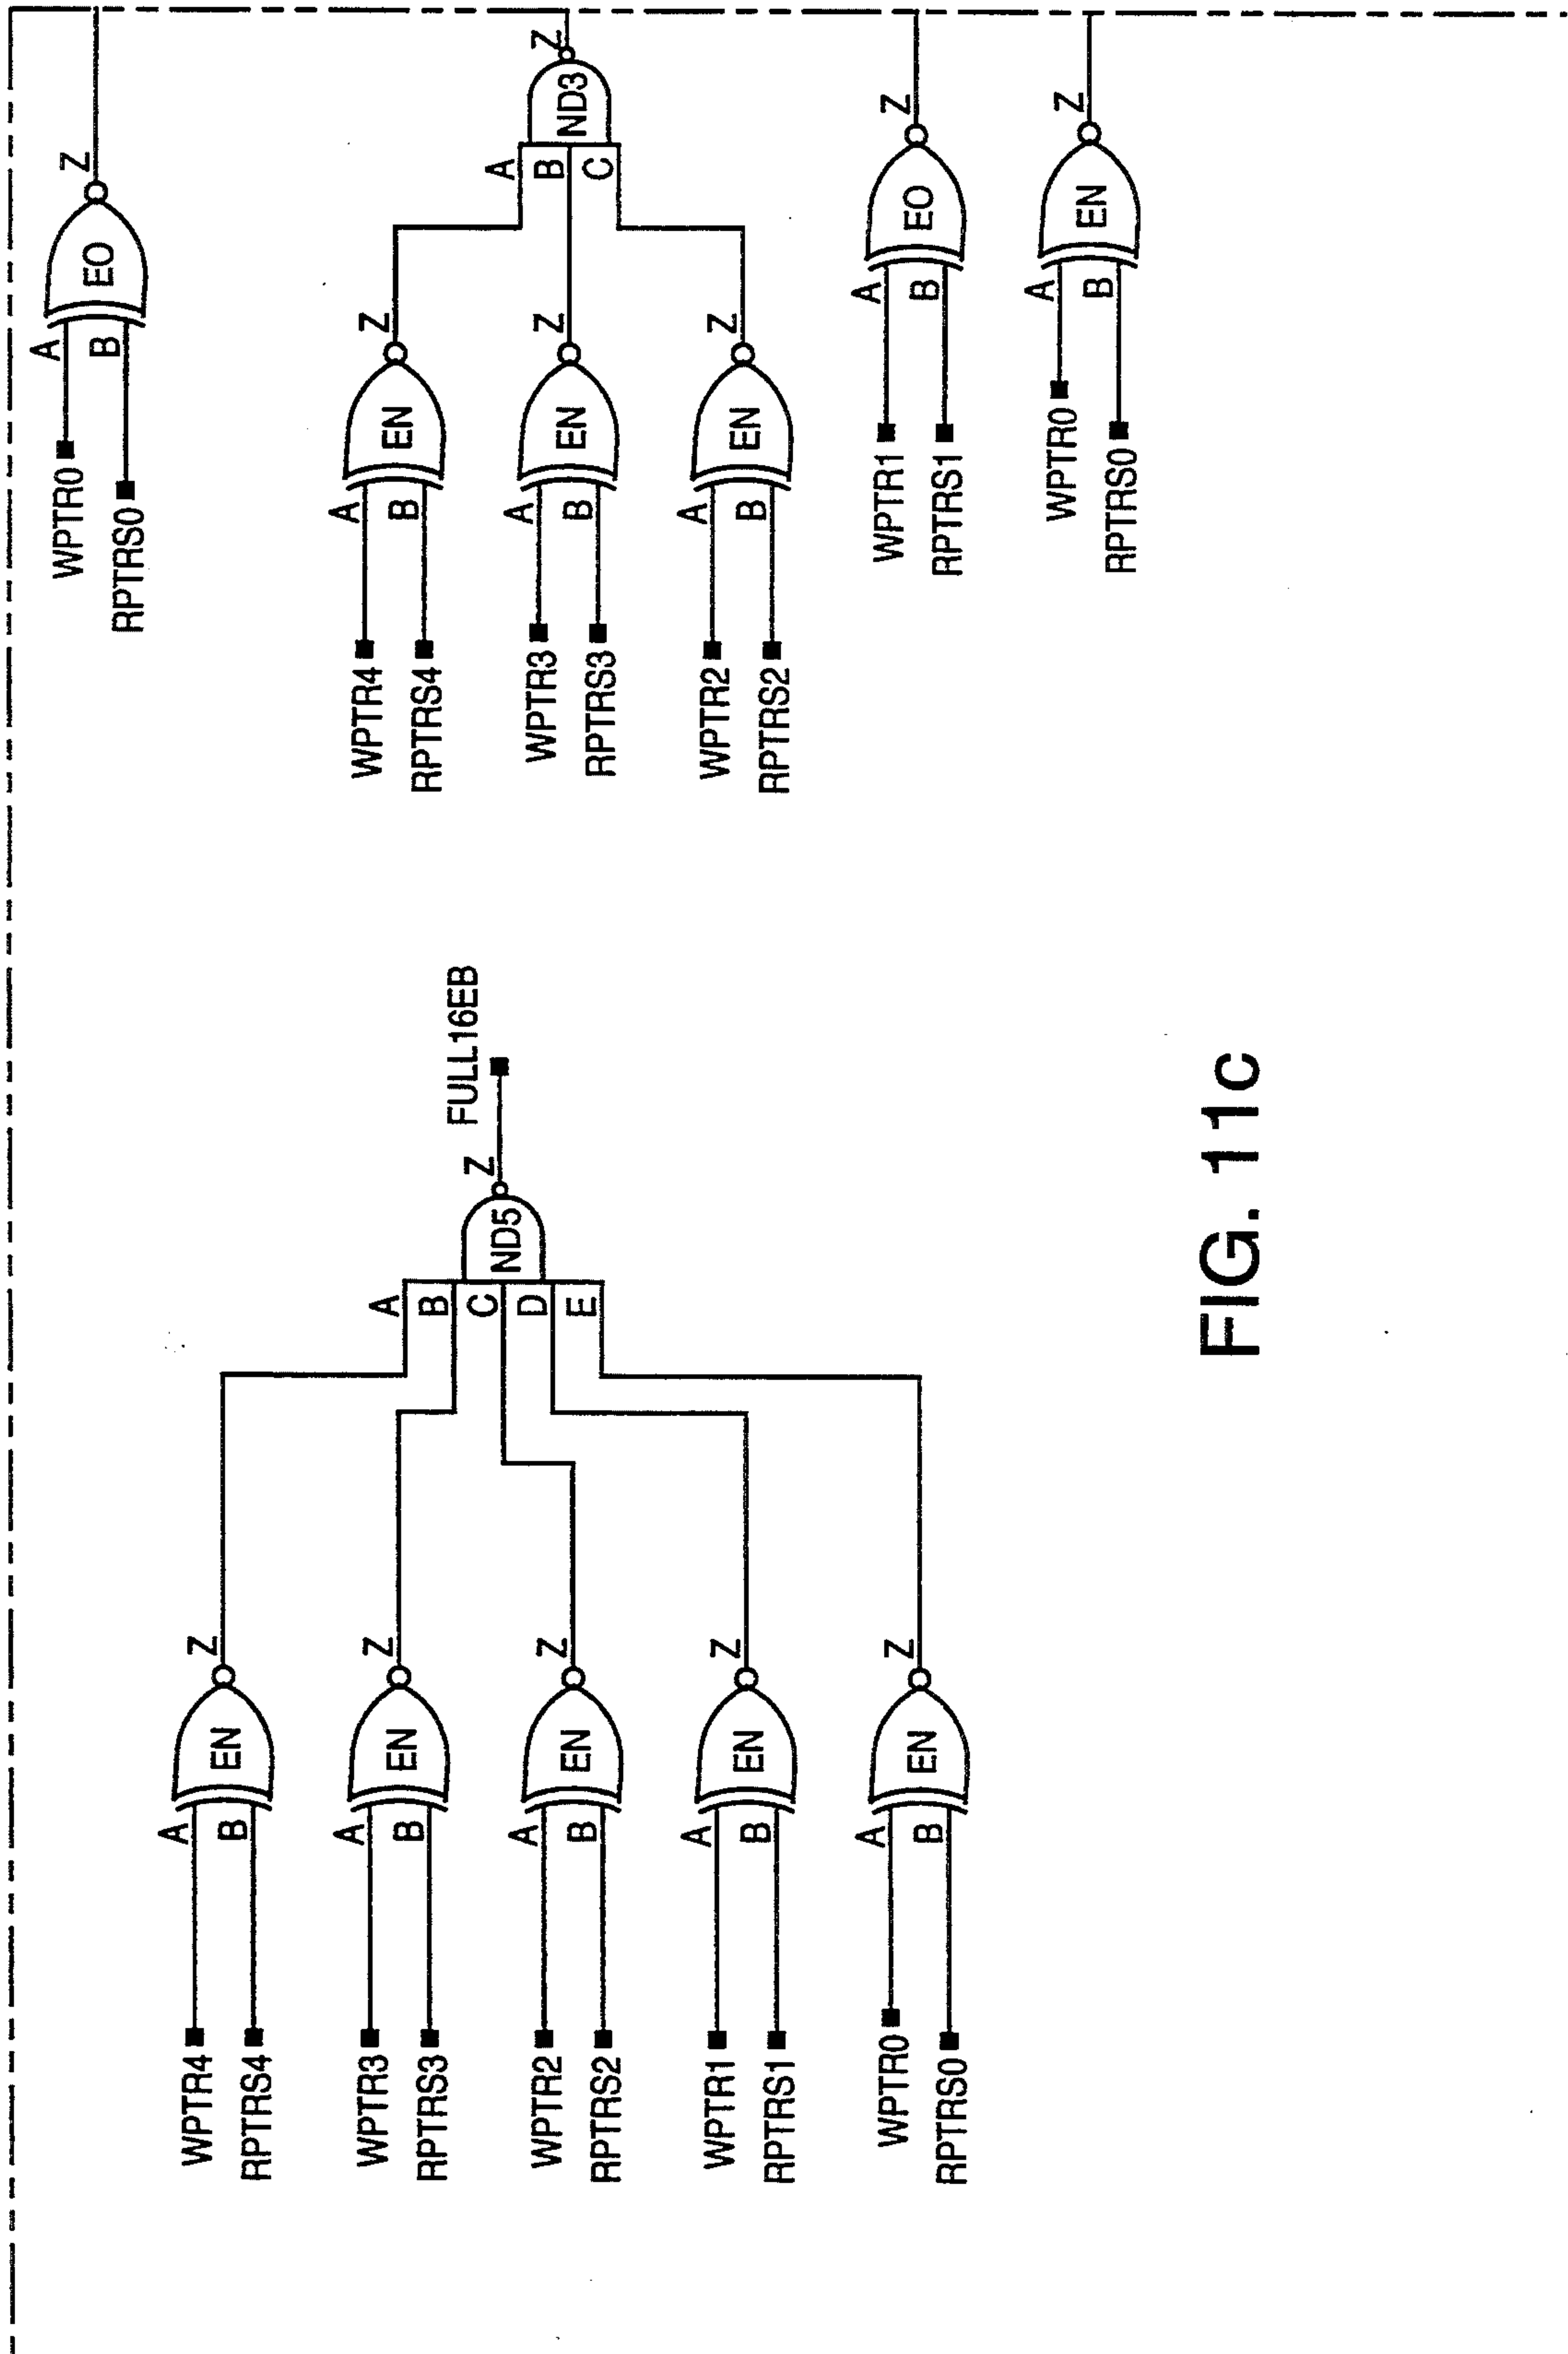 WPTR4
RPTRS4
A
B
EN
Z
WPTR3
RPTRS3
A
B
EN
Z
WPTR2
RPTRS2
A
B
EN
Z
WPTR1
RPTRS1
A
B
EN
Z
WPTR0
RPTRS0
A
B
EN
Z
A
B
C
D
E
ND5
Z
FULL16EB
WPTR0
RPTRS0
A
B
EO
Z
WPTR4
RPTRS4
A
B
EN
Z
WPTR3
RPTRS3
A
B
EN
Z
WPTR2
RPTRS2
A
B
EN
Z
A
B
C
ND3
Z
WPTR1
RPTRS1
A
B
EO
Z
WPTR0
RPTRS0
A
B
EN
Z
FIG. 11c